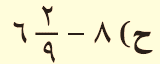 ح) ٨ − ٦ ٢/٩